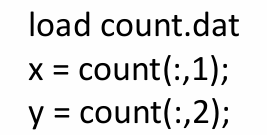 load count.dat
x = count(:,1);
y = count(:,2);